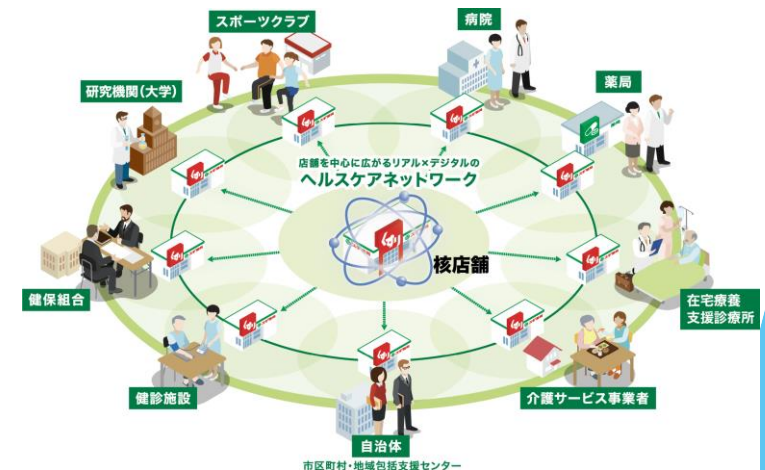 スポーツクラブ
病院
研究機関(大学)
薬局
店舗を中心に広がるリアル×デジタルの
ヘルスケアネットワーク
核店舗
健保組合
在宅療養
支援診療所
健診施設
介護サービス事業者
自治体
市区町村・地域包括支援センター